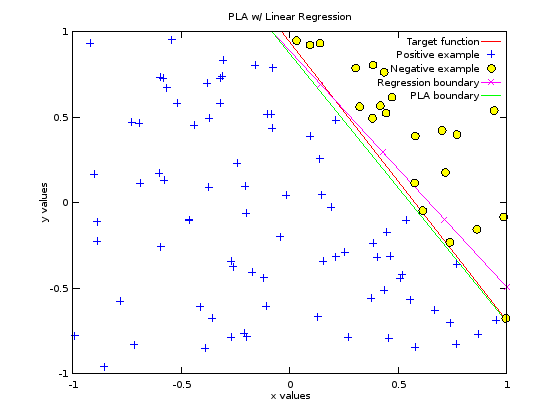 PLA w/ Linear Regression
Target function
Positive example
Negative example
Regression boundary
PLA boundary
1
0.5
0
-0.5
-1
y values
-1
-0.5
0
0.5
1
x values